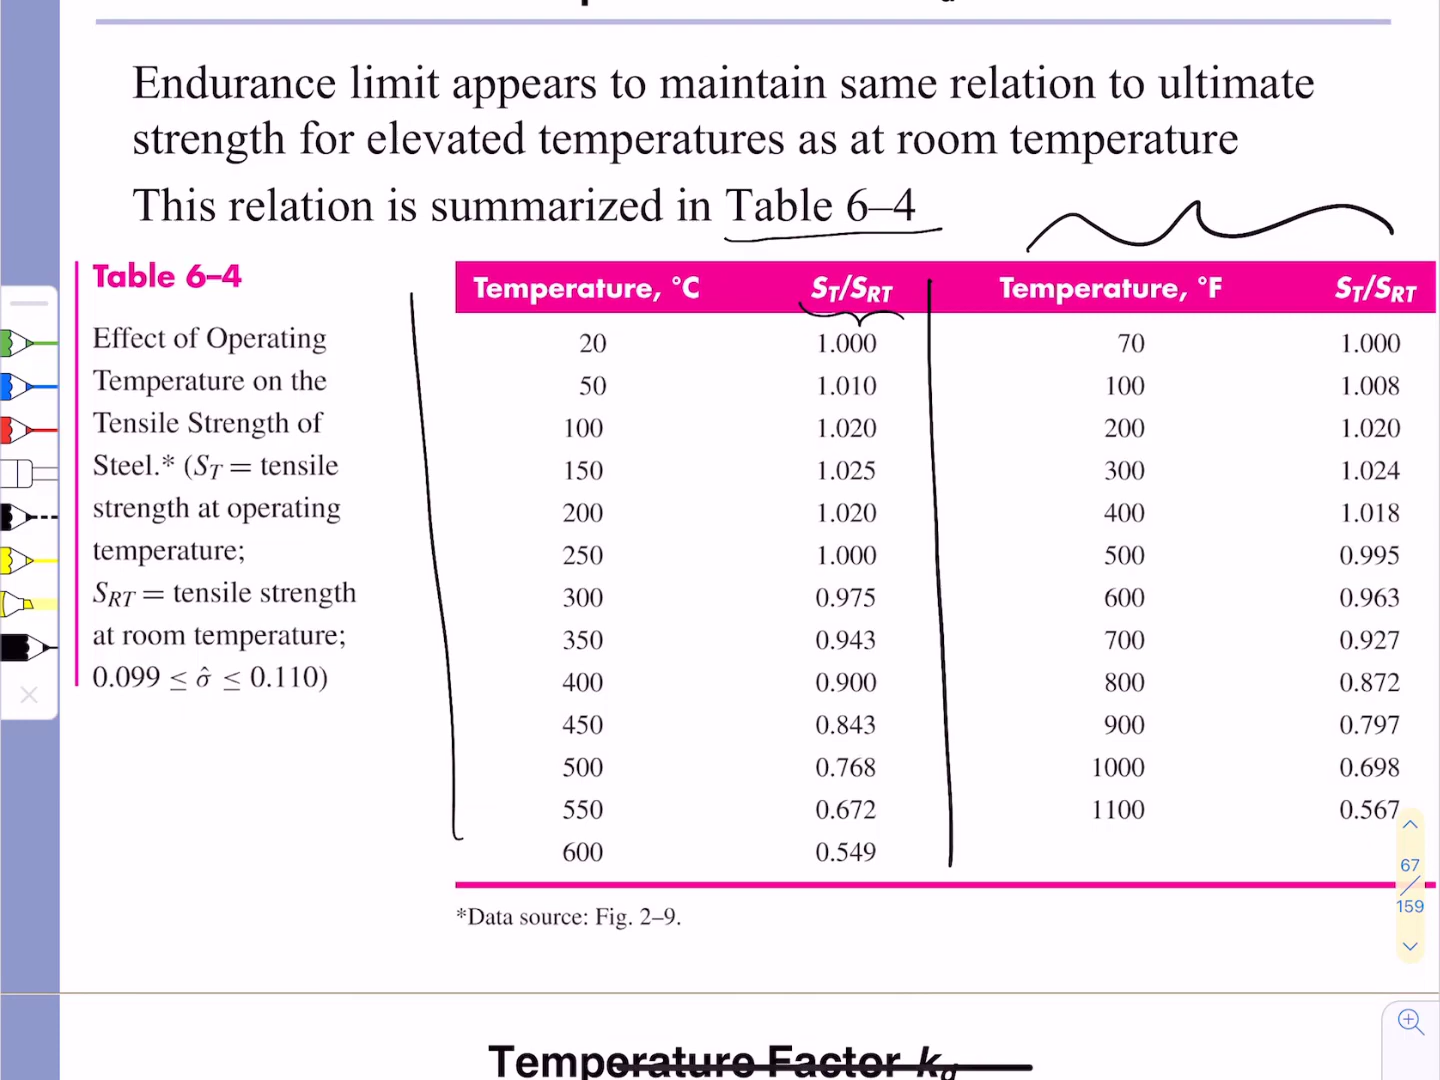 Endurance limit appears to maintain same relation to ultimate
strength for elevated temperatures as at room temperature
This relation is summarized in Table 6–4
Table 6–4
Effect of Operating
Temperature on the
Tensile Strength of
Steel.* (S_T = tensile
strength at operating
temperature;
S_RT = tensile strength
at room temperature;
0.099 ≤ σ̂ ≤ 0.110)
Temperature, °C S_T/S_RT Temperature, °F S_T/S_RT
20 1.000 70 1.000
50 1.010 100 1.008
100 1.020 200 1.020
150 1.025 300 1.024
200 1.020 400 1.018
250 1.000 500 0.995
300 0.975 600 0.963
350 0.943 700 0.927
400 0.900 800 0.872
450 0.843 900 0.797
500 0.768 1000 0.698
550 0.672 1100 0.567
600 0.549
*Data source: Fig. 2–9.
67
159
Temperature Factor k_d